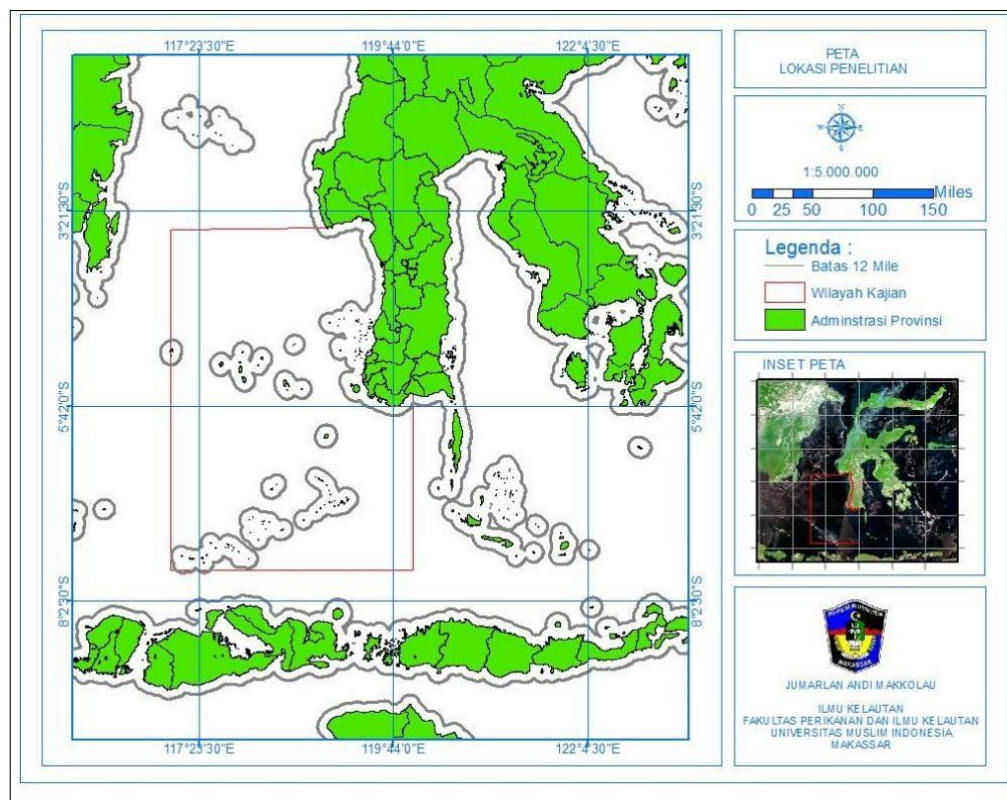 117°23'30"E 119°44'0"E 122°4'30"E
3°21'30"S 3°21'30"S
5°42'0"S 5°42'0"S
8°2'30"S 8°2'30"S
117°23'30"E 119°44'0"E 122°4'30"E
PETA
LOKASI PENELITIAN
N
W E
S
1:5.000.000
Miles
0 25 50 100 150
Legenda :
Batas 12 Mile
Wilayah Kajian
Adminstrasi Provinsi
INSET PETA
MAKASSAR
JUMARLAN ANDI MAKKOLAU
ILMU KELAUTAN
FAKULTAS PERIKANAN DAN ILMU KELAUTAN
UNIVERSITAS MUSLIM INDONESIA
MAKASSAR